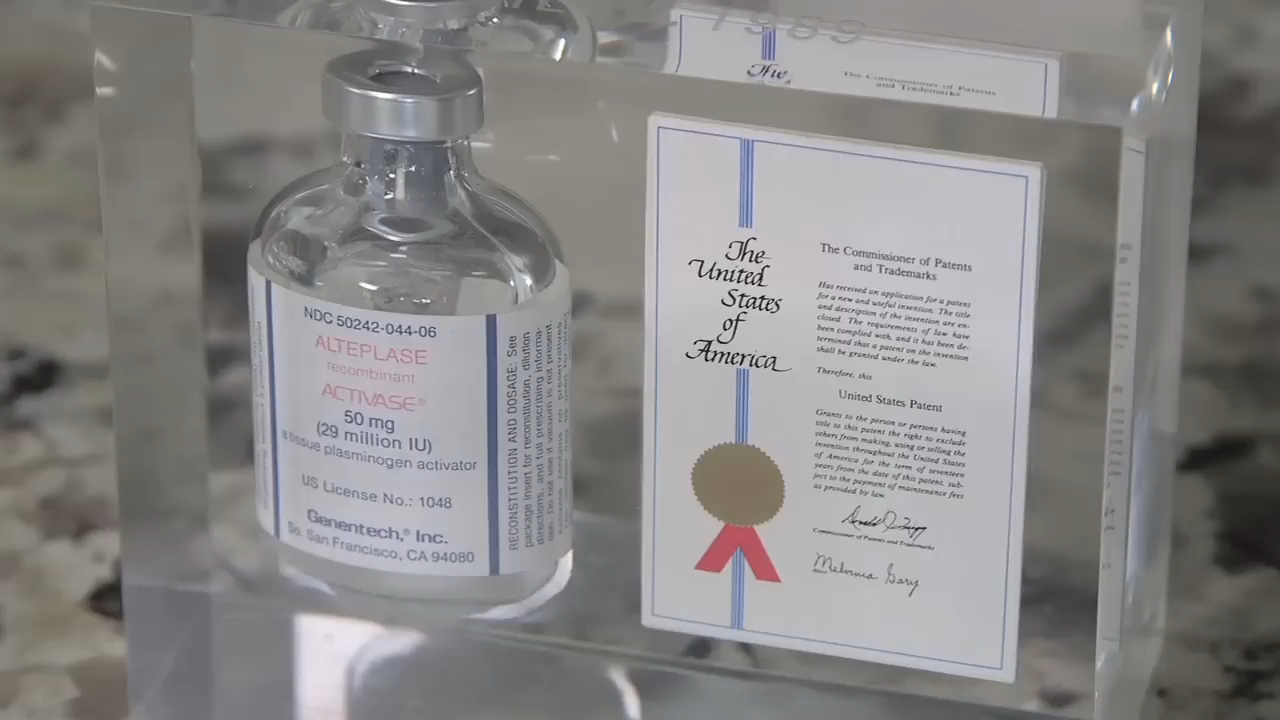 1989
The
The Commissioner of Patents
and Trademarks
NDC 50242-044-06
ALTEPLASE
recombinant
ACTIVASE®
50 mg
(29 million IU)
a tissue plasminogen activator
US License No.: 1048
Genentech,® Inc.
So. San Francisco, CA 94080
RECONSTITUTION AND DOSAGE: See
package insert for reconstitution, dilution
directions, and full prescribing informa-
tion. Do not use if vacuum is not present.
The
United
States
of
America
The Commissioner of Patents
and Trademarks
Has received an application for a patent
for a new and useful invention. The title
and description of the invention are en-
closed. The requirements of law have
been complied with, and it has been de-
termined that a patent on the invention
shall be granted under the law.
Therefore, this
United States Patent
Grants to the person or persons having
title to this patent the right to exclude
others from making, using or selling the
invention throughout the United States
of America for the term of seventeen
years from the date of this patent, sub-
ject to the payment of maintenance fees
as provided by law.
Commissioner of Patents and Trademarks
Melvinia Gary